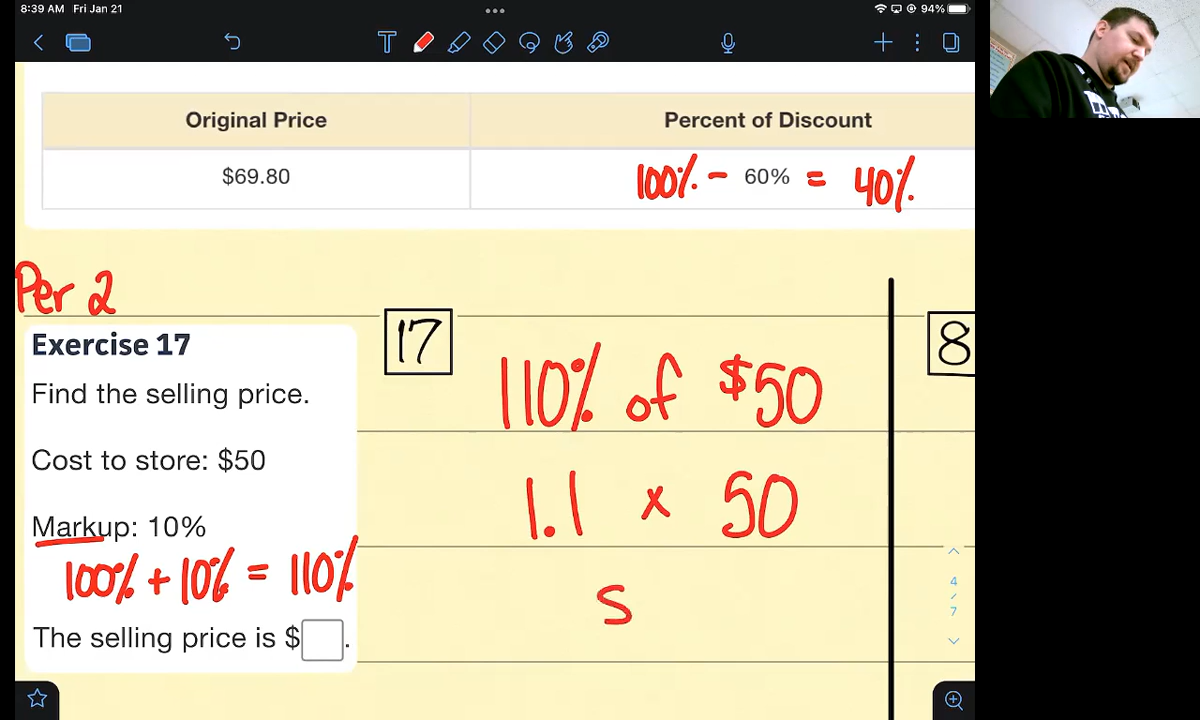 8:39 AM Fri Jan 21
94%
T
Original Price Percent of Discount
$69.80 100% - 60% = 40%
Per 2
Exercise 17
17
8
Find the selling price.
110% of $50
Cost to store: $50
1.1 x 50
Markup: 10%
100% + 10% = 110%
4
/
7
S
The selling price is $ .